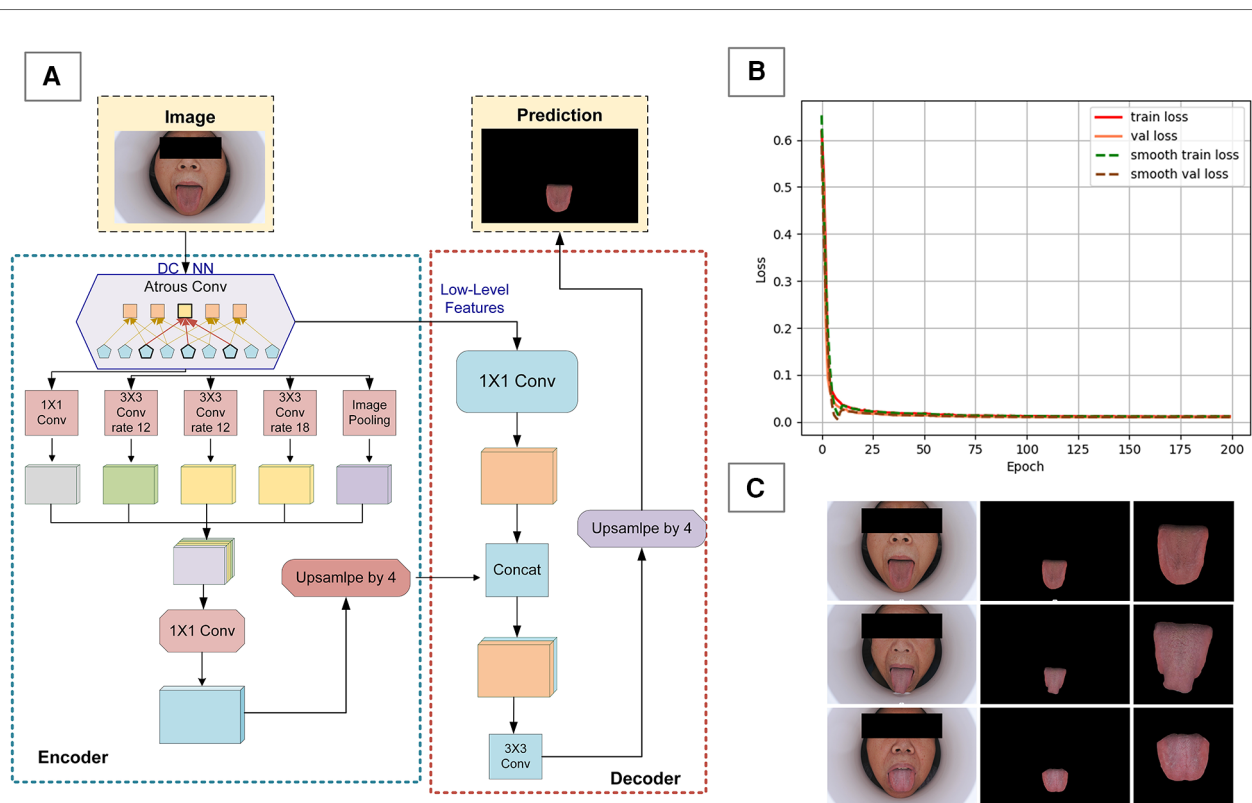 A
Image
Prediction
DCNN
Atrous Conv
Low-Level
Features
1X1
Conv
3X3
Conv
rate 12
3X3
Conv
rate 12
3X3
Conv
rate 18
Image
Pooling
1X1 Conv
Upsamlpe by 4
Concat
Upsamlpe by 4
1X1 Conv
3X3
Conv
Encoder
Decoder
B
train loss
val loss
smooth train loss
smooth val loss
0.6
0.5
0.4
0.3
0.2
0.1
0.0
Loss
0 25 50 75 100 125 150 175 200
Epoch
C